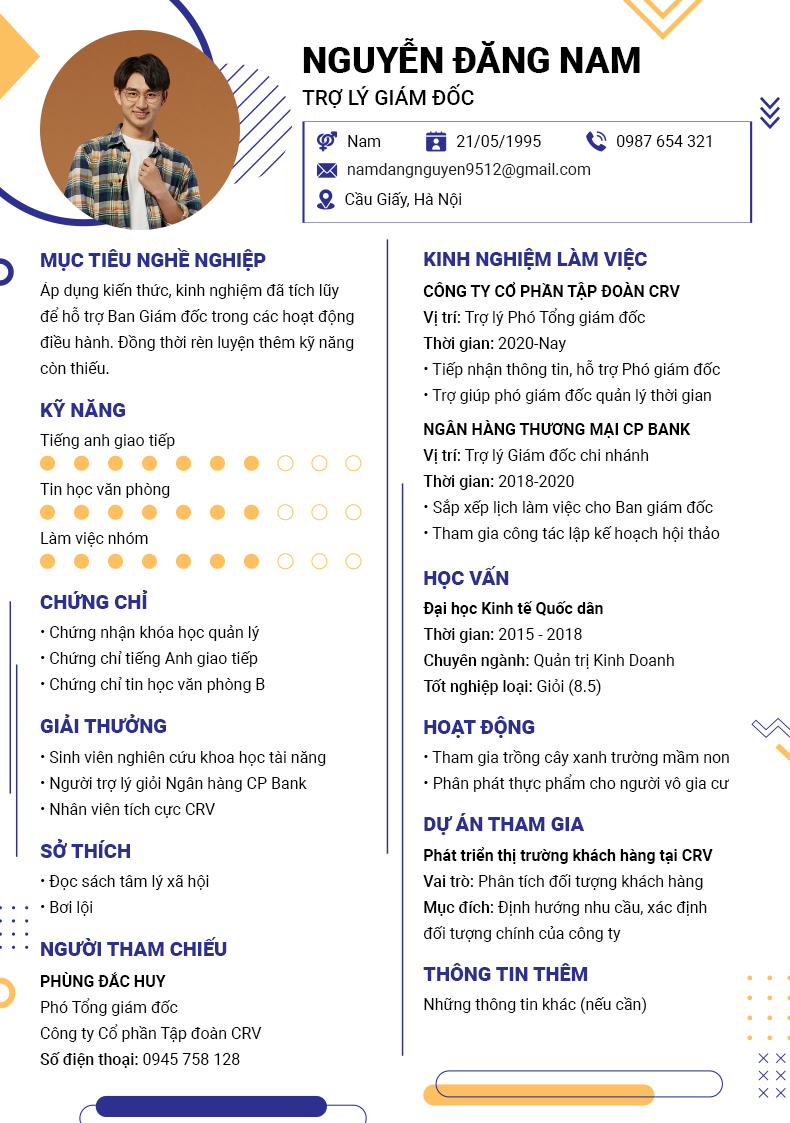 NGUYỄN ĐĂNG NAM
TRỢ LÝ GIÁM ĐỐC
Nam 21/05/1995 0987 654 321
namdangnguyen9512@gmail.com
Cầu Giấy, Hà Nội
MỤC TIÊU NGHỀ NGHIỆP
Áp dụng kiến thức, kinh nghiệm đã tích lũy
để hỗ trợ Ban Giám đốc trong các hoạt động
điều hành. Đồng thời rèn luyện thêm kỹ năng
còn thiếu.
KỸ NĂNG
Tiếng anh giao tiếp
Tin học văn phòng
Làm việc nhóm
CHỨNG CHỈ
• Chứng nhận khóa học quản lý
• Chứng chỉ tiếng Anh giao tiếp
• Chứng chỉ tin học văn phòng B
GIẢI THƯỞNG
• Sinh viên nghiên cứu khoa học tài năng
• Người trợ lý giỏi Ngân hàng CP Bank
• Nhân viên tích cực CRV
SỞ THÍCH
• Đọc sách tâm lý xã hội
• Bơi lội
NGƯỜI THAM CHIẾU
PHÙNG ĐẮC HUY
Phó Tổng giám đốc
Công ty Cổ phần Tập đoàn CRV
Số điện thoại: 0945 758 128
KINH NGHIỆM LÀM VIỆC
CÔNG TY CỔ PHẦN TẬP ĐOÀN CRV
Vị trí: Trợ lý Phó Tổng giám đốc
Thời gian: 2020-Nay
• Tiếp nhận thông tin, hỗ trợ Phó giám đốc
• Trợ giúp phó giám đốc quản lý thời gian
NGÂN HÀNG THƯƠNG MẠI CP BANK
Vị trí: Trợ lý Giám đốc chi nhánh
Thời gian: 2018-2020
• Sắp xếp lịch làm việc cho Ban giám đốc
• Tham gia công tác lập kế hoạch hội thảo
HỌC VẤN
Đại học Kinh tế Quốc dân
Thời gian: 2015 - 2018
Chuyên ngành: Quản trị Kinh Doanh
Tốt nghiệp loại: Giỏi (8.5)
HOẠT ĐỘNG
• Tham gia trồng cây xanh trường mầm non
• Phân phát thực phẩm cho người vô gia cư
DỰ ÁN THAM GIA
Phát triển thị trường khách hàng tại CRV
Vai trò: Phân tích đối tượng khách hàng
Mục đích: Định hướng nhu cầu, xác định
đối tượng chính của công ty
THÔNG TIN THÊM
Những thông tin khác (nếu cần)